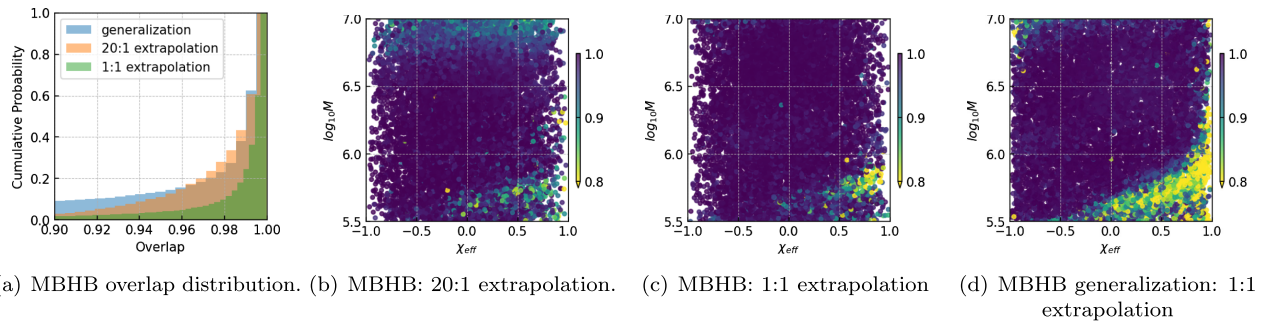 1.0
0.8
0.6
0.4
0.2
0.0
0.90 0.92 0.94 0.96 0.98 1.00
Cumulative Probability
Overlap
generalization
20:1 extrapolation
1:1 extrapolation
7.0
6.5
6.0
5.5
log₁₀M
−1.0 −0.5 0.0 0.5 1.0
χeff
1.0
0.9
0.8
7.0
6.5
6.0
5.5
log₁₀M
−1.0 −0.5 0.0 0.5 1.0
χeff
1.0
0.9
0.8
7.0
6.5
6.0
5.5
log₁₀M
−1.0 −0.5 0.0 0.5 1.0
χeff
1.0
0.9
0.8
a) MBHB overlap distribution.
(b) MBHB: 20:1 extrapolation.
(c) MBHB: 1:1 extrapolation
(d) MBHB generalization: 1:1
extrapolation